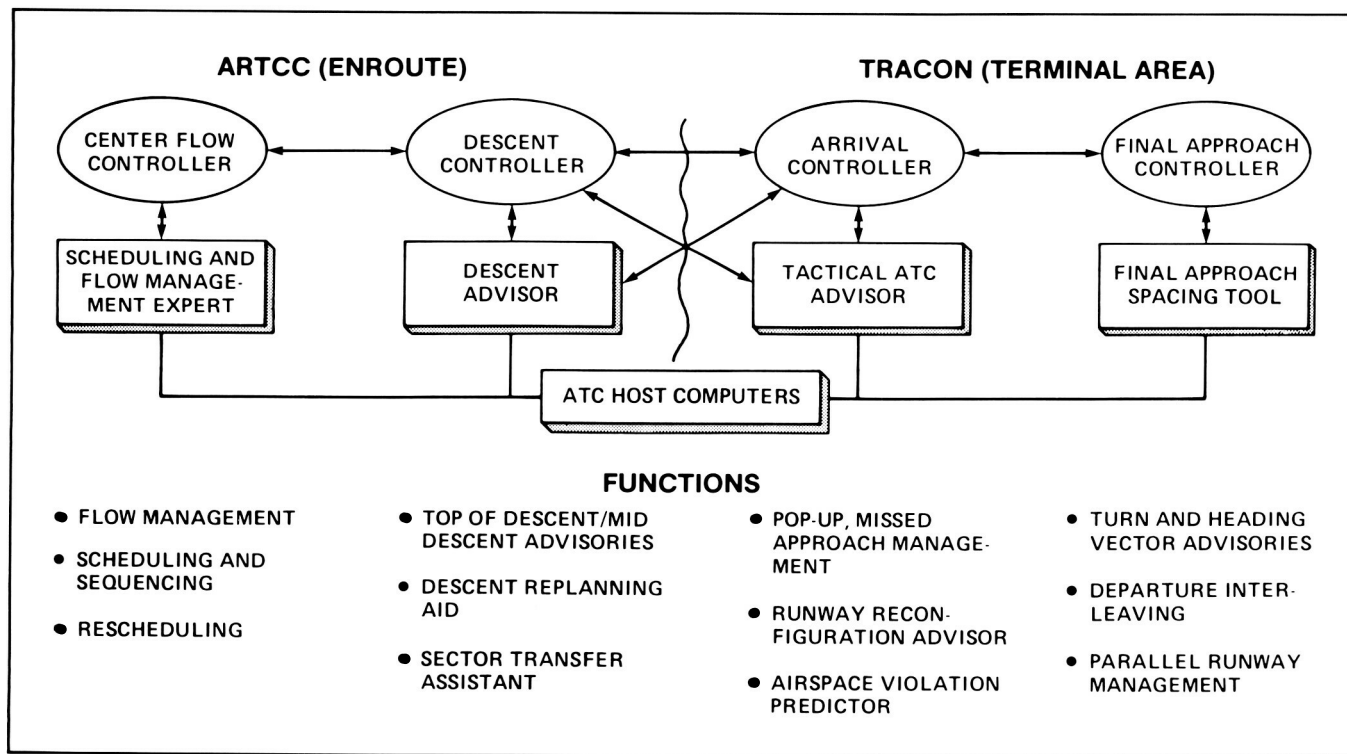 ARTCC (ENROUTE)
TRACON (TERMINAL AREA)
CENTER FLOW
CONTROLLER
DESCENT
CONTROLLER
ARRIVAL
CONTROLLER
FINAL APPROACH
CONTROLLER
SCHEDULING AND
FLOW MANAGE-
MENT EXPERT
DESCENT
ADVISOR
TACTICAL ATC
ADVISOR
FINAL APPROACH
SPACING TOOL
ATC HOST COMPUTERS
FUNCTIONS
● FLOW MANAGEMENT
● SCHEDULING AND
SEQUENCING
● RESCHEDULING
● TOP OF DESCENT/MID
DESCENT ADVISORIES
● DESCENT REPLANNING
AID
● SECTOR TRANSFER
ASSISTANT
● POP-UP, MISSED
APPROACH MANAGE-
MENT
● RUNWAY RECON-
FIGURATION ADVISOR
● AIRSPACE VIOLATION
PREDICTOR
● TURN AND HEADING
VECTOR ADVISORIES
● DEPARTURE INTER-
LEAVING
● PARALLEL RUNWAY
MANAGEMENT